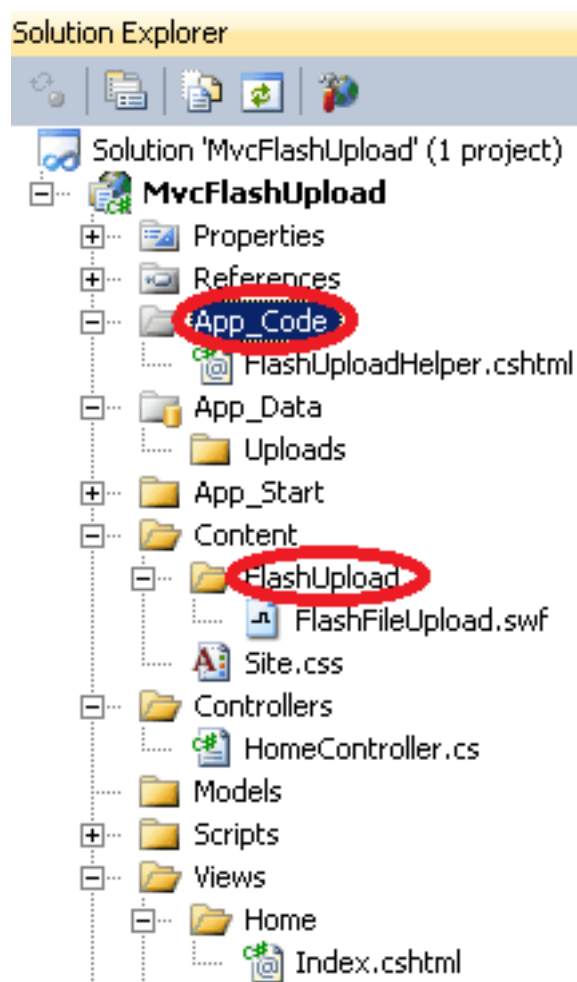 Solution Explorer
Solution 'MvcFlashUpload' (1 project)
MvcFlashUpload
Properties
References
App_Code
FlashUploadHelper.cshtml
App_Data
Uploads
App_Start
Content
FlashUpload
FlashFileUpload.swf
Site.css
Controllers
HomeController.cs
Models
Scripts
Views
Home
Index.cshtml